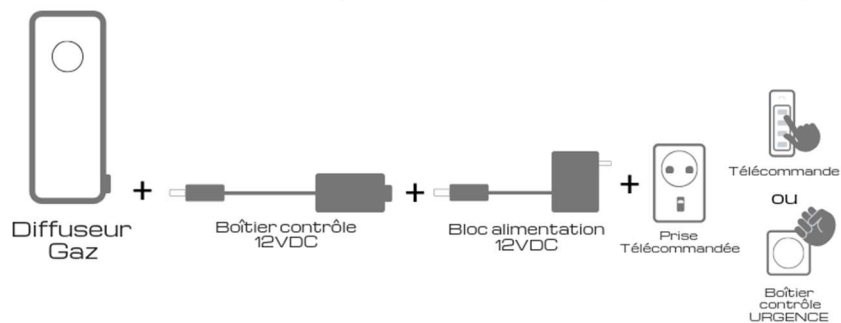 Diffuseur
Gaz
+
Boîtier contrôle
12VDC
+
Bloc alimentation
12VDC
+
Prise
Télécommandée
Télécommande
ou
Boîtier
contrôle
URGENCE